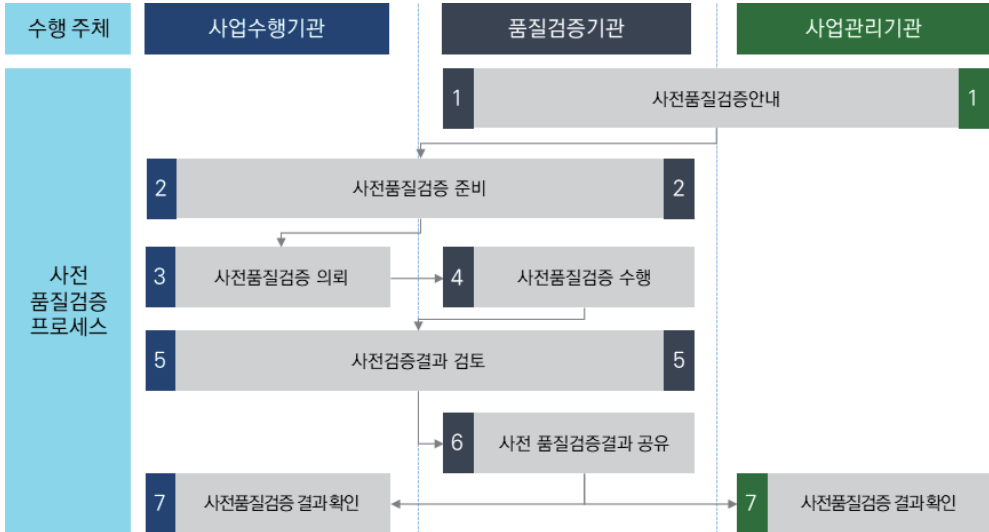 수행 주체
사업수행기관
품질검증기관
사업관리기관
사전
품질검증
프로세스
1 사전품질검증안내 1
2 사전품질검증 준비 2
3 사전품질검증 의뢰
4 사전품질검증 수행
5 사전검증결과 검토 5
6 사전 품질검증결과 공유
7 사전품질검증 결과확인
7 사전품질검증 결과확인